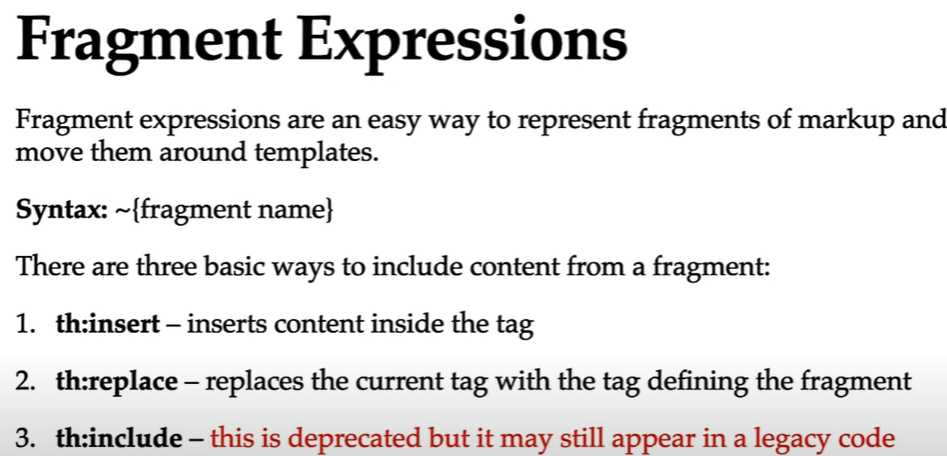 Fragment Expressions
Fragment expressions are an easy way to represent fragments of markup and
move them around templates.
Syntax: ~{fragment name}
There are three basic ways to include content from a fragment:
1. th:insert – inserts content inside the tag
2. th:replace – replaces the current tag with the tag defining the fragment
3. th:include – this is deprecated but it may still appear in a legacy code